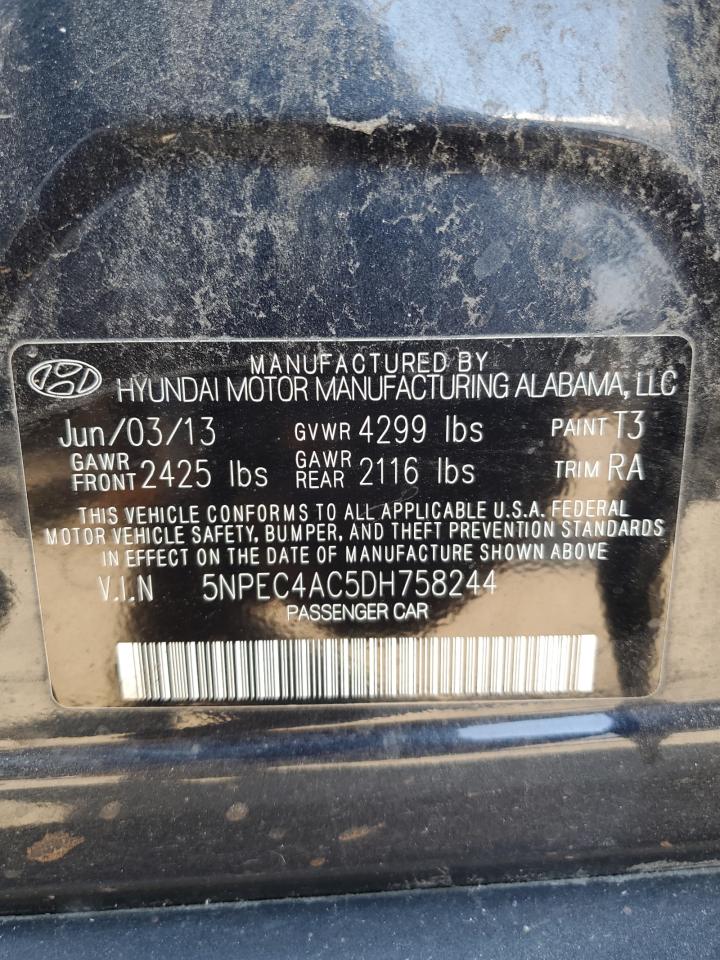 MANUFACTURED BY
HYUNDAI MOTOR MANUFACTURING ALABAMA, LLC
Jun/03/13 GVWR 4299 lbs PAINT T3
GAWR FRONT 2425 lbs GAWR REAR 2116 lbs TRIM RA
THIS VEHICLE CONFORMS TO ALL APPLICABLE U.S.A. FEDERAL
MOTOR VEHICLE SAFETY, BUMPER, AND THEFT PREVENTION STANDARDS
IN EFFECT ON THE DATE OF MANUFACTURE SHOWN ABOVE
V.I.N 5NPEC4AC5DH758244
PASSENGER CAR